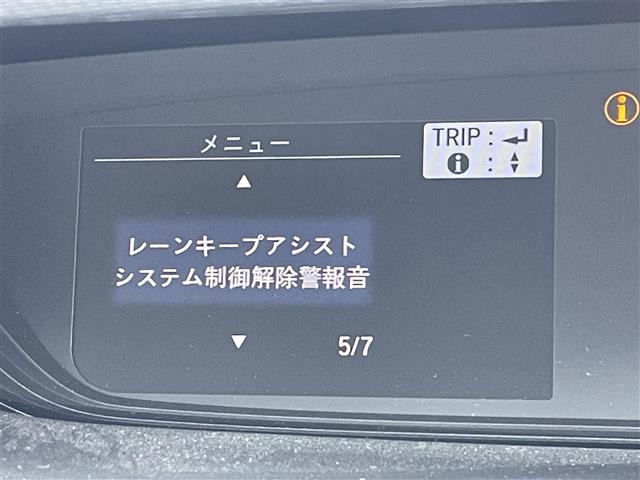 メニュー
TRIP : ↵
i : ▲▼
▲
レーンキープアシスト
システム制御解除警報音
▼ 5/7
i